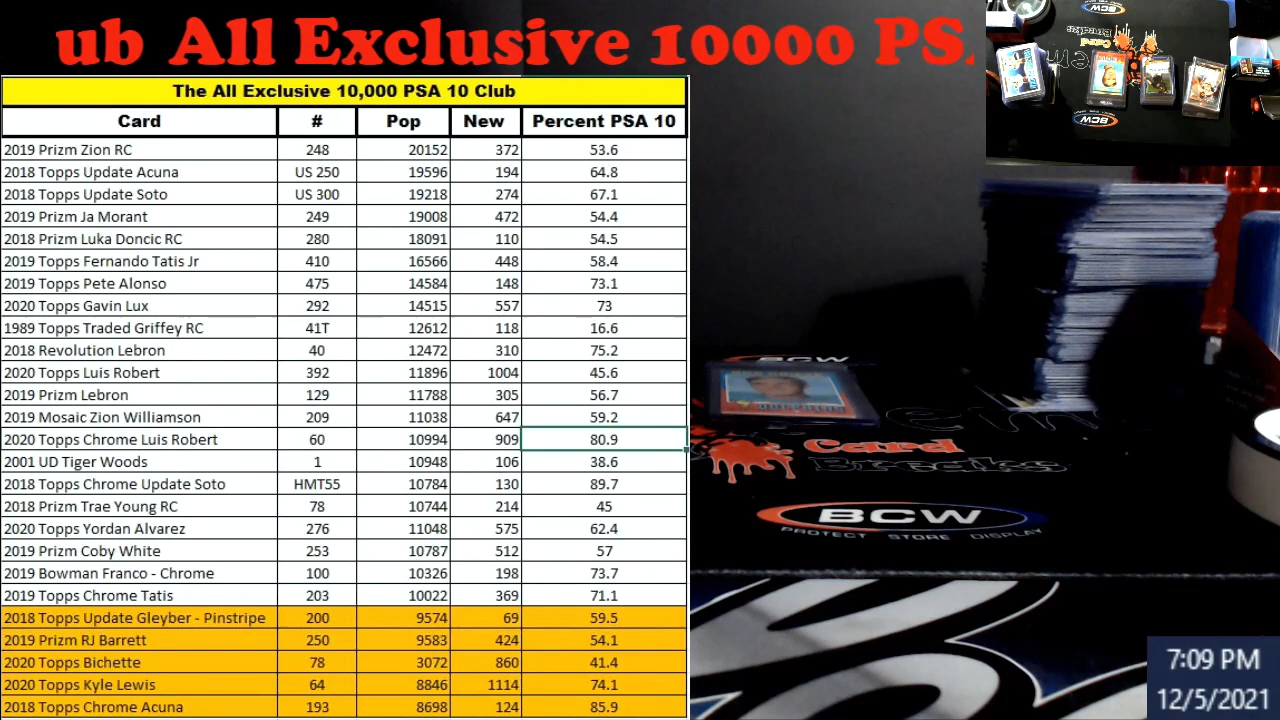 ub All Exclusive 10000 PSA
The All Exclusive 10,000 PSA 10 Club
Card # Pop New Percent PSA 10
2019 Prizm Zion RC 248 20152 372 53.6
2018 Topps Update Acuna US 250 19596 194 64.8
2018 Topps Update Soto US 300 19218 274 67.1
2019 Prizm Ja Morant 249 19008 472 54.4
2018 Prizm Luka Doncic RC 280 18091 110 54.5
2019 Topps Fernando Tatis Jr 410 16566 448 58.4
2019 Topps Pete Alonso 475 14584 148 73.1
2020 Topps Gavin Lux 292 14515 557 73
1989 Topps Traded Griffey RC 41T 12612 118 16.6
2018 Revolution Lebron 40 12472 310 75.2
2020 Topps Luis Robert 392 11896 1004 45.6
2019 Prizm Lebron 129 11788 305 56.7
2019 Mosaic Zion Williamson 209 11038 647 59.2
2020 Topps Chrome Luis Robert 60 10994 909 80.9
2001 UD Tiger Woods 1 10948 106 38.6
2018 Topps Chrome Update Soto HMT55 10784 130 89.7
2018 Prizm Trae Young RC 78 10744 214 45
2020 Topps Yordan Alvarez 276 11048 575 62.4
2019 Prizm Coby White 253 10787 512 57
2019 Bowman Franco - Chrome 100 10326 198 73.7
2019 Topps Chrome Tatis 203 10022 369 71.1
2018 Topps Update Gleyber - Pinstripe 200 9574 69 59.5
2019 Prizm RJ Barrett 250 9583 424 54.1
2020 Topps Bichette 78 3072 860 41.4
2020 Topps Kyle Lewis 64 8846 1114 74.1
2018 Topps Chrome Acuna 193 8698 124 85.9
BCW
Card
Breaks
BCW
BCW
Card
Breaks
BCW
PROTECT STORE DISPLAY
7:09 PM
12/5/2021